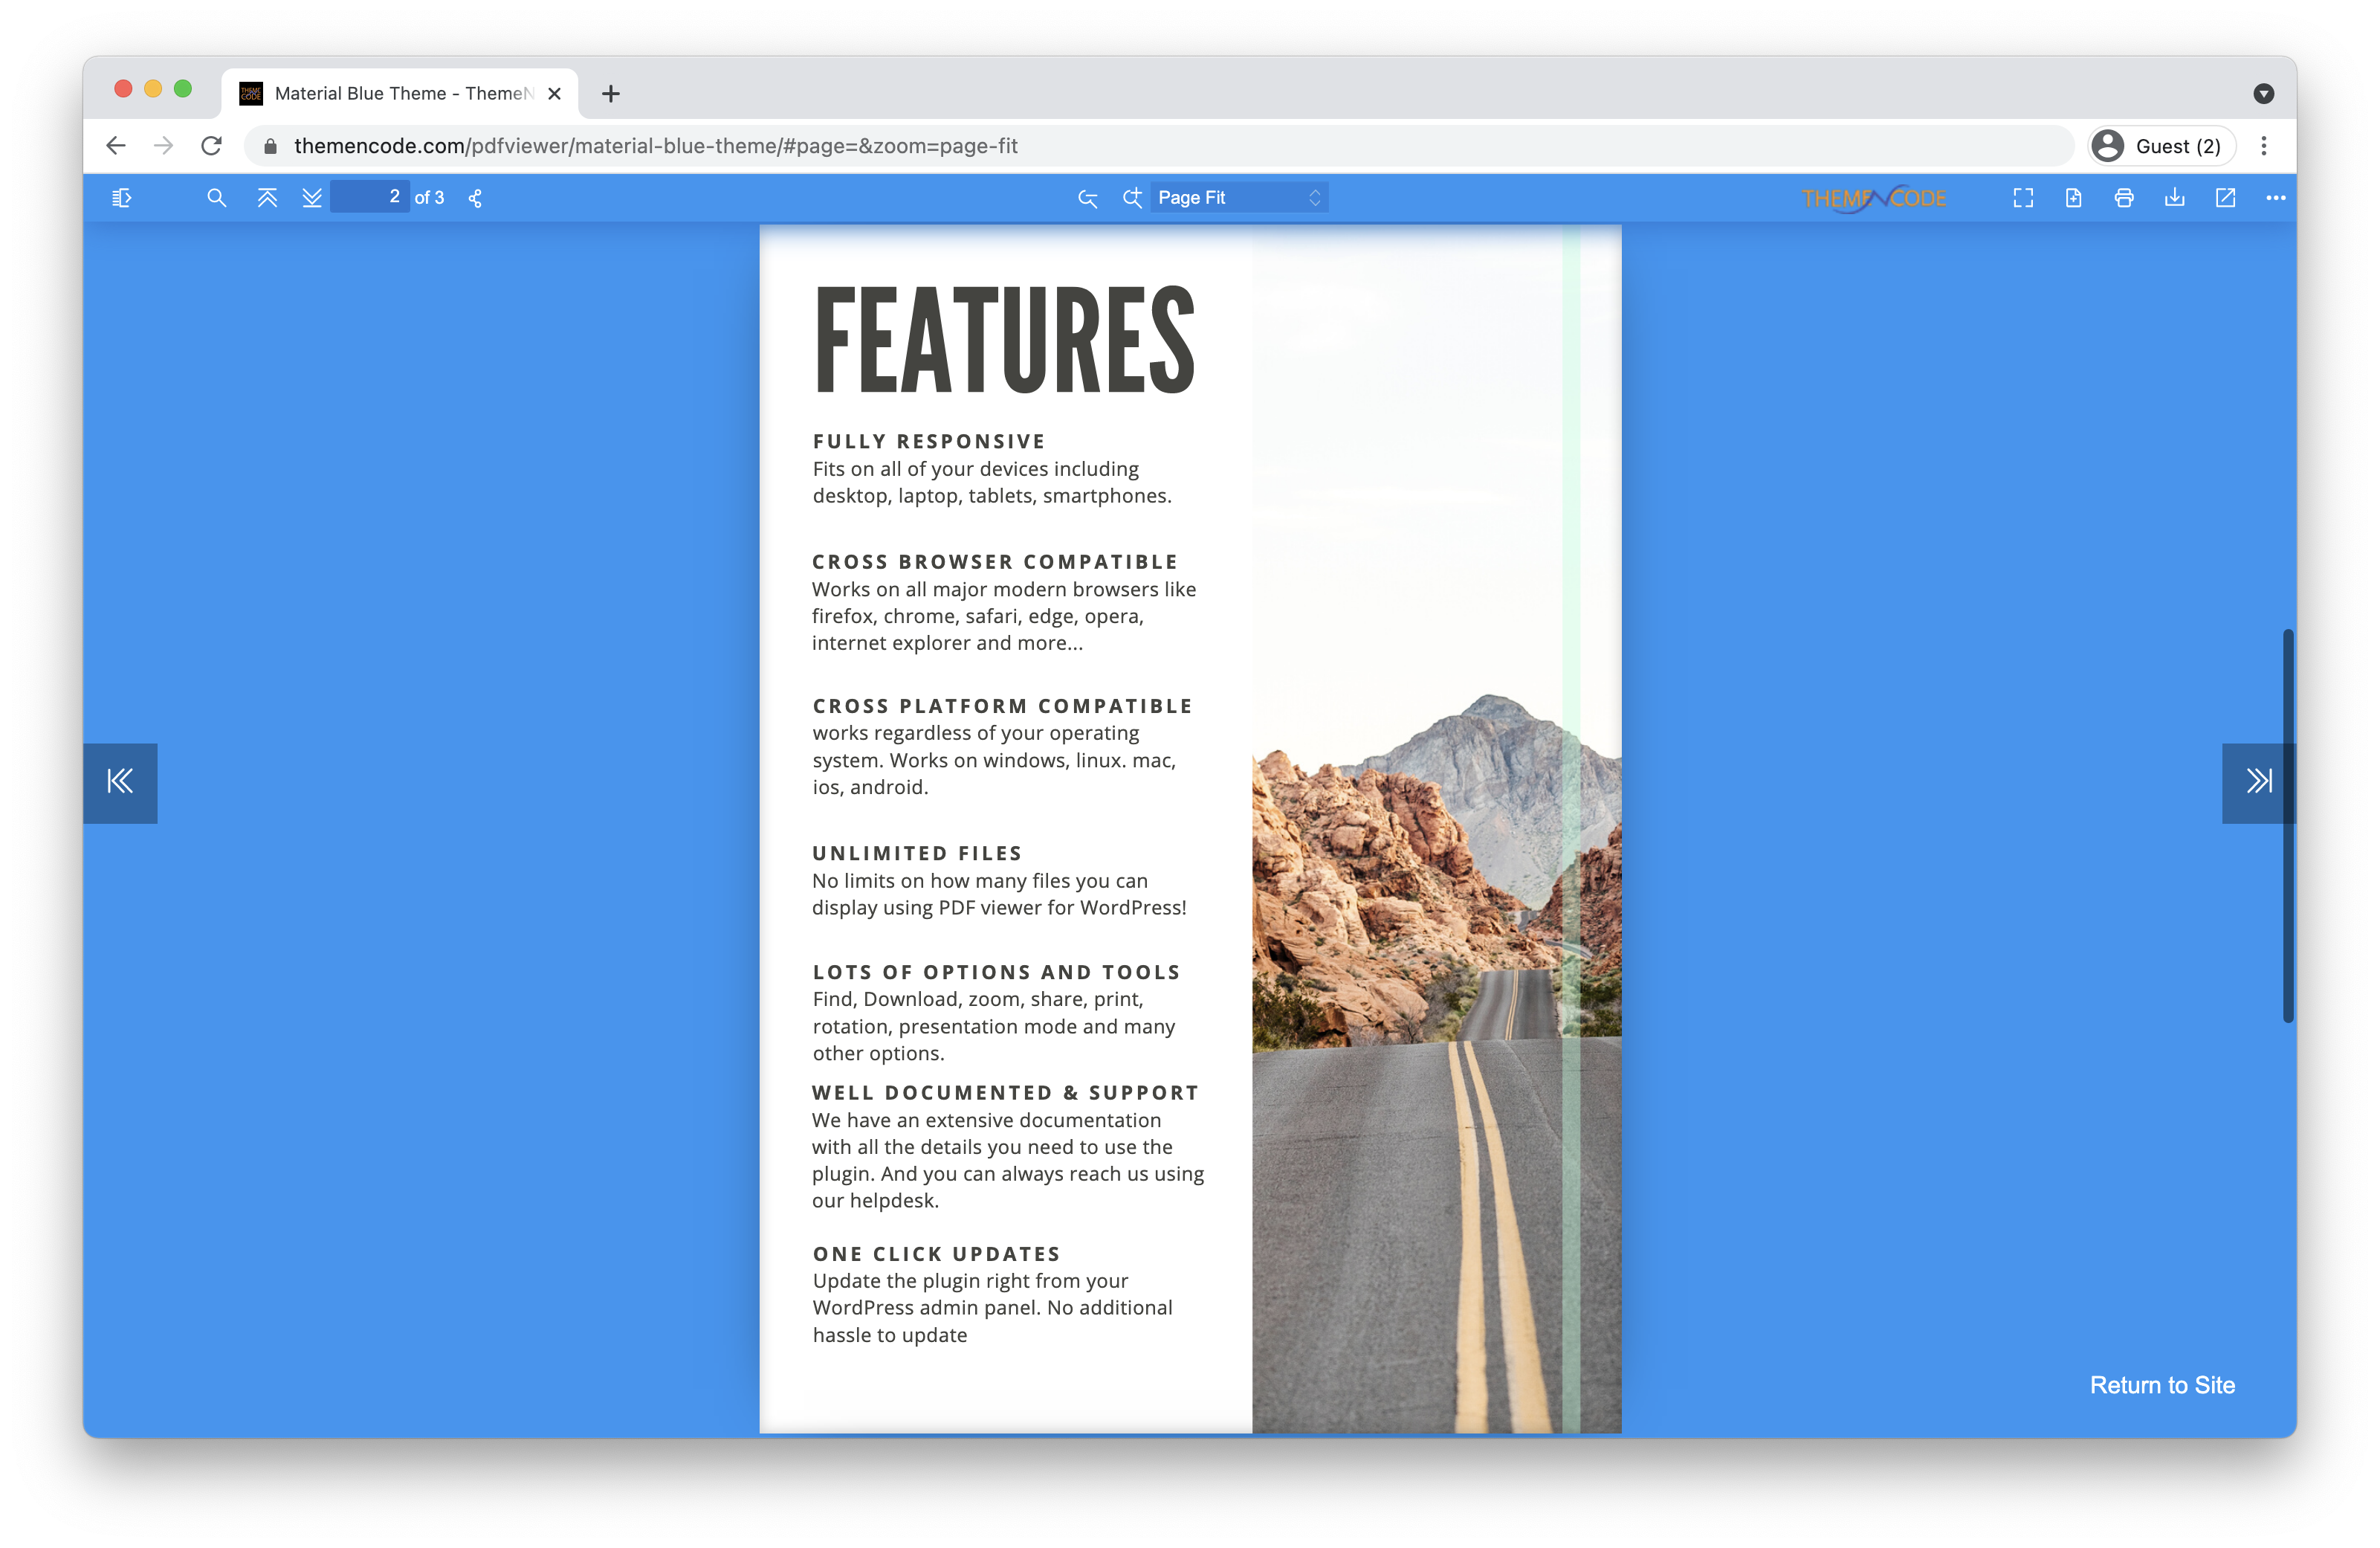 THEME
CODE
Material Blue Theme - ThemeN
Guest (2)
themencode.com/pdfviewer/material-blue-theme/#page=&zoom=page-fit
2 of 3
Page Fit
THEMENCODE
FEATURES
FULLY RESPONSIVE
Fits on all of your devices including
desktop, laptop, tablets, smartphones.
CROSS BROWSER COMPATIBLE
Works on all major modern browsers like
firefox, chrome, safari, edge, opera,
internet explorer and more...
CROSS PLATFORM COMPATIBLE
works regardless of your operating
system. Works on windows, linux. mac,
ios, android.
UNLIMITED FILES
No limits on how many files you can
display using PDF viewer for WordPress!
LOTS OF OPTIONS AND TOOLS
Find, Download, zoom, share, print,
rotation, presentation mode and many
other options.
WELL DOCUMENTED & SUPPORT
We have an extensive documentation
with all the details you need to use the
plugin. And you can always reach us using
our helpdesk.
ONE CLICK UPDATES
Update the plugin right from your
WordPress admin panel. No additional
hassle to update
Return to Site